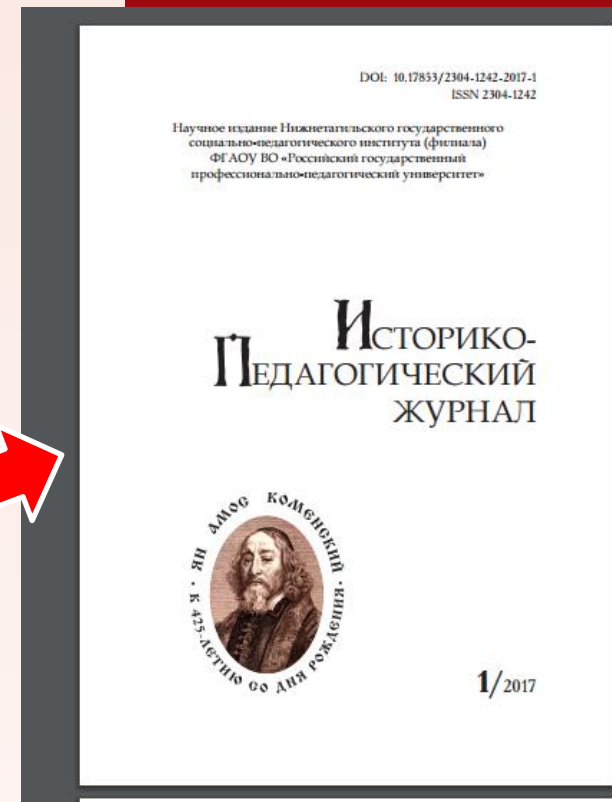 DOI: 10.17853/2304-1242-2017-1
ISSN 2304-1242
Научное издание Нижнетагильского государственного
социально-педагогического института (филиала)
ФГАОУ ВО «Российский государственный
профессионально-педагогический университет»
Историко-
Педагогический
журнал
ЯН АМОС КОМЕНСКИЙ · К 425-ЛЕТИЮ СО ДНЯ РОЖДЕНИЯ ·
1/2017